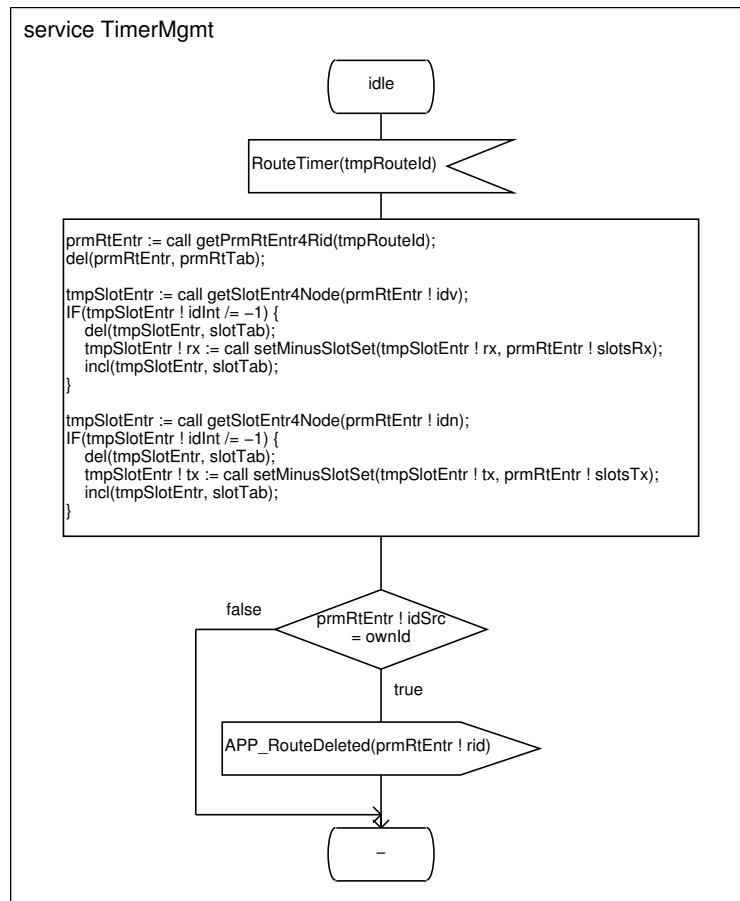 service TimerMgmt
idle
RouteTimer(tmpRouteId)
prmRtEntr := call getPrmRtEntr4Rid(tmpRouteId);
del(prmRtEntr, prmRtTab);
tmpSlotEntr := call getSlotEntr4Node(prmRtEntr ! idv);
IF(tmpSlotEntr ! idInt /= −1) {
del(tmpSlotEntr, slotTab);
tmpSlotEntr ! rx := call setMinusSlotSet(tmpSlotEntr ! rx, prmRtEntr ! slotsRx);
incl(tmpSlotEntr, slotTab);
}
tmpSlotEntr := call getSlotEntr4Node(prmRtEntr ! idn);
IF(tmpSlotEntr ! idInt /= −1) {
del(tmpSlotEntr, slotTab);
tmpSlotEntr ! tx := call setMinusSlotSet(tmpSlotEntr ! tx, prmRtEntr ! slotsTx);
incl(tmpSlotEntr, slotTab);
}
false
prmRtEntr ! idSrc
= ownId
true
APP_RouteDeleted(prmRtEntr ! rid)
−